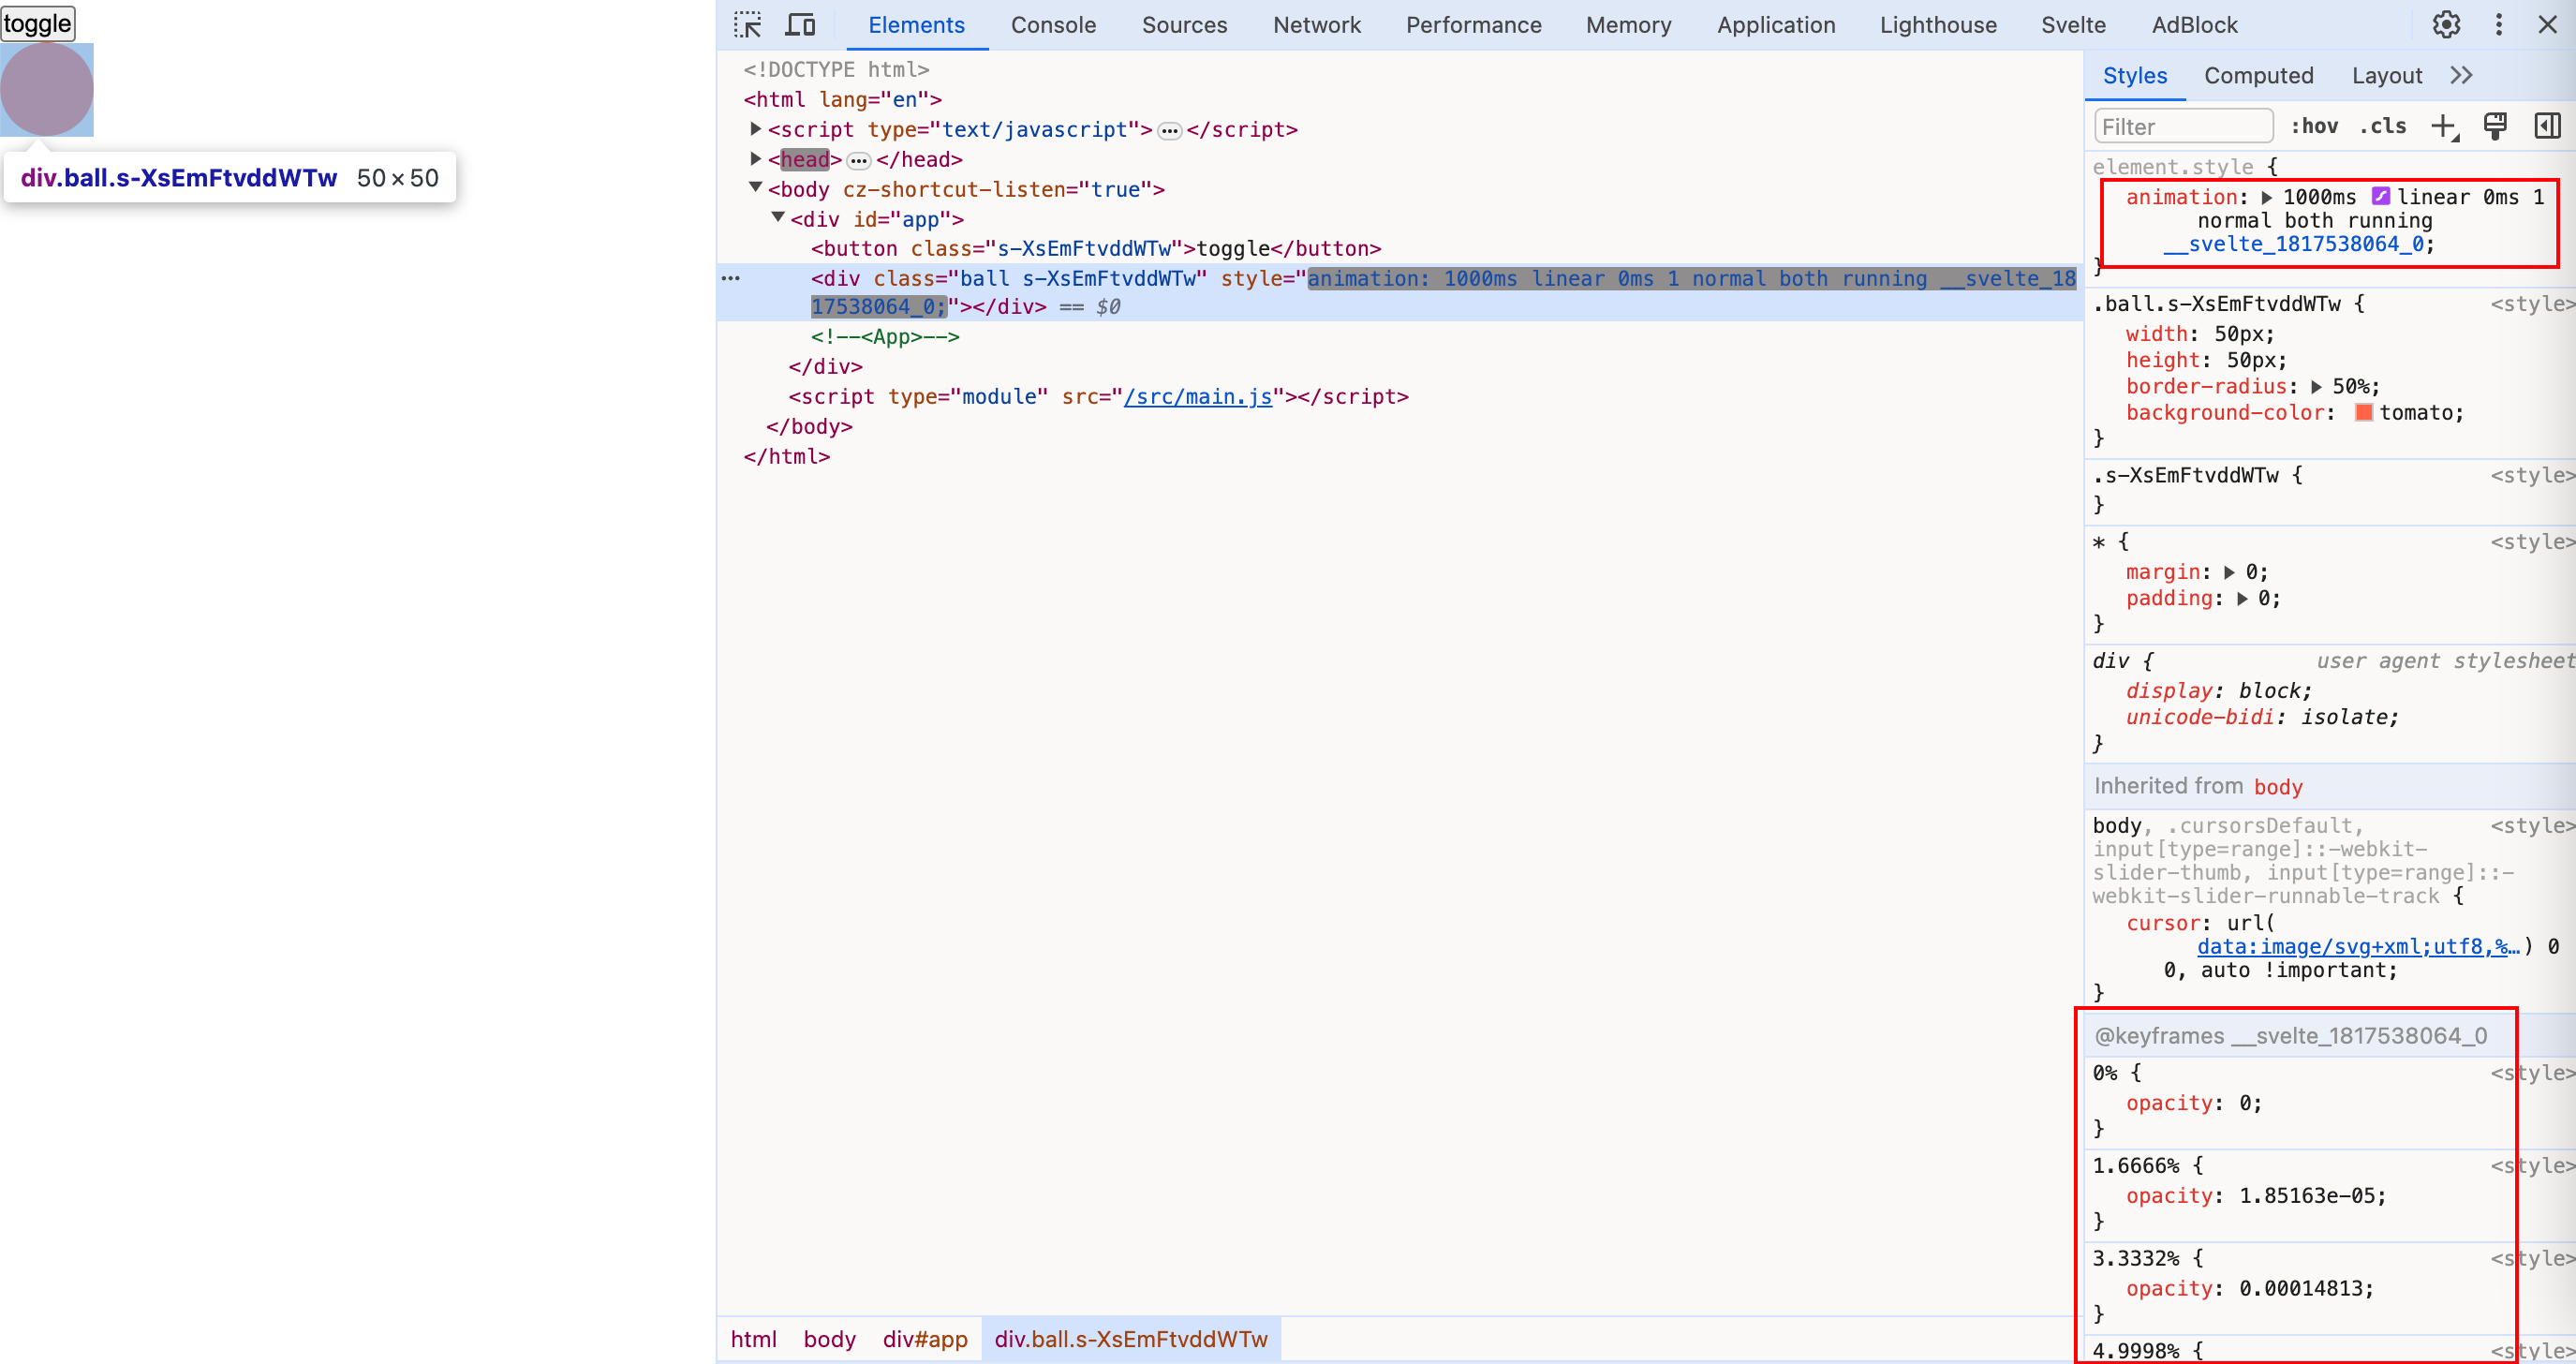 toggle
div.ball.s-XsEmFtvddWTw 50×50
Elements Console Sources Network Performance Memory Application Lighthouse Svelte AdBlock
<!DOCTYPE html>
<html lang="en">
<script type="text/javascript">…</script>
<head>…</head>
<body cz-shortcut-listen="true">
<div id="app">
<button class="s-XsEmFtvddWTw">toggle</button>
… <div class="ball s-XsEmFtvddWTw" style="animation: 1000ms linear 0ms 1 normal both running __svelte_18
17538064_0;"></div> == $0
<!--<App>-->
</div>
<script type="module" src="/src/main.js"></script>
</body>
</html>
html body div#app div.ball.s-XsEmFtvddWTw
Styles Computed Layout
Filter :hov .cls
element.style {
animation: 1000ms linear 0ms 1
normal both running
__svelte_1817538064_0;
}
.ball.s-XsEmFtvddWTw { <style>
width: 50px;
height: 50px;
border-radius: 50%;
background-color: tomato;
}
.s-XsEmFtvddWTw { <style>
}
* { <style>
margin: 0;
padding: 0;
}
div { user agent stylesheet
display: block;
unicode-bidi: isolate;
}
Inherited from body
body, .cursorsDefault, <style>
input[type=range]::-webkit-
slider-thumb, input[type=range]::-
webkit-slider-runnable-track {
cursor: url(
data:image/svg+xml;utf8,%…) 0
0, auto !important;
}
@keyframes __svelte_1817538064_0
0% { <style>
opacity: 0;
}
1.6666% { <style>
opacity: 1.85163e-05;
}
3.3332% { <style>
opacity: 0.00014813;
}
4.9998% { <style>